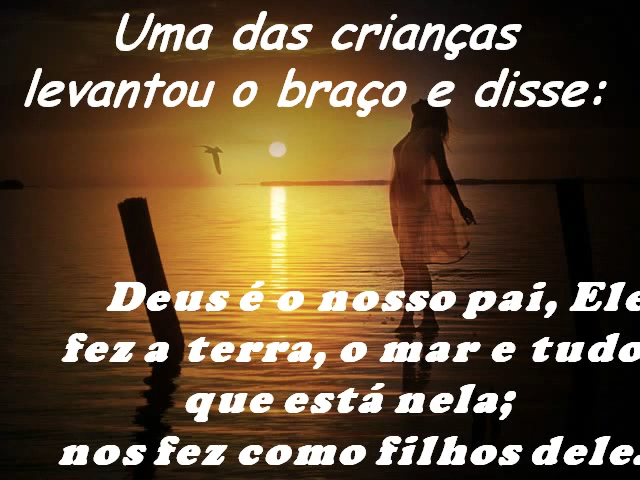 Uma das crianças
levantou o braço e disse:
Deus é o nosso pai, Ele
fez a terra, o mar e tudo
que está nela;
nos fez como filhos dele.